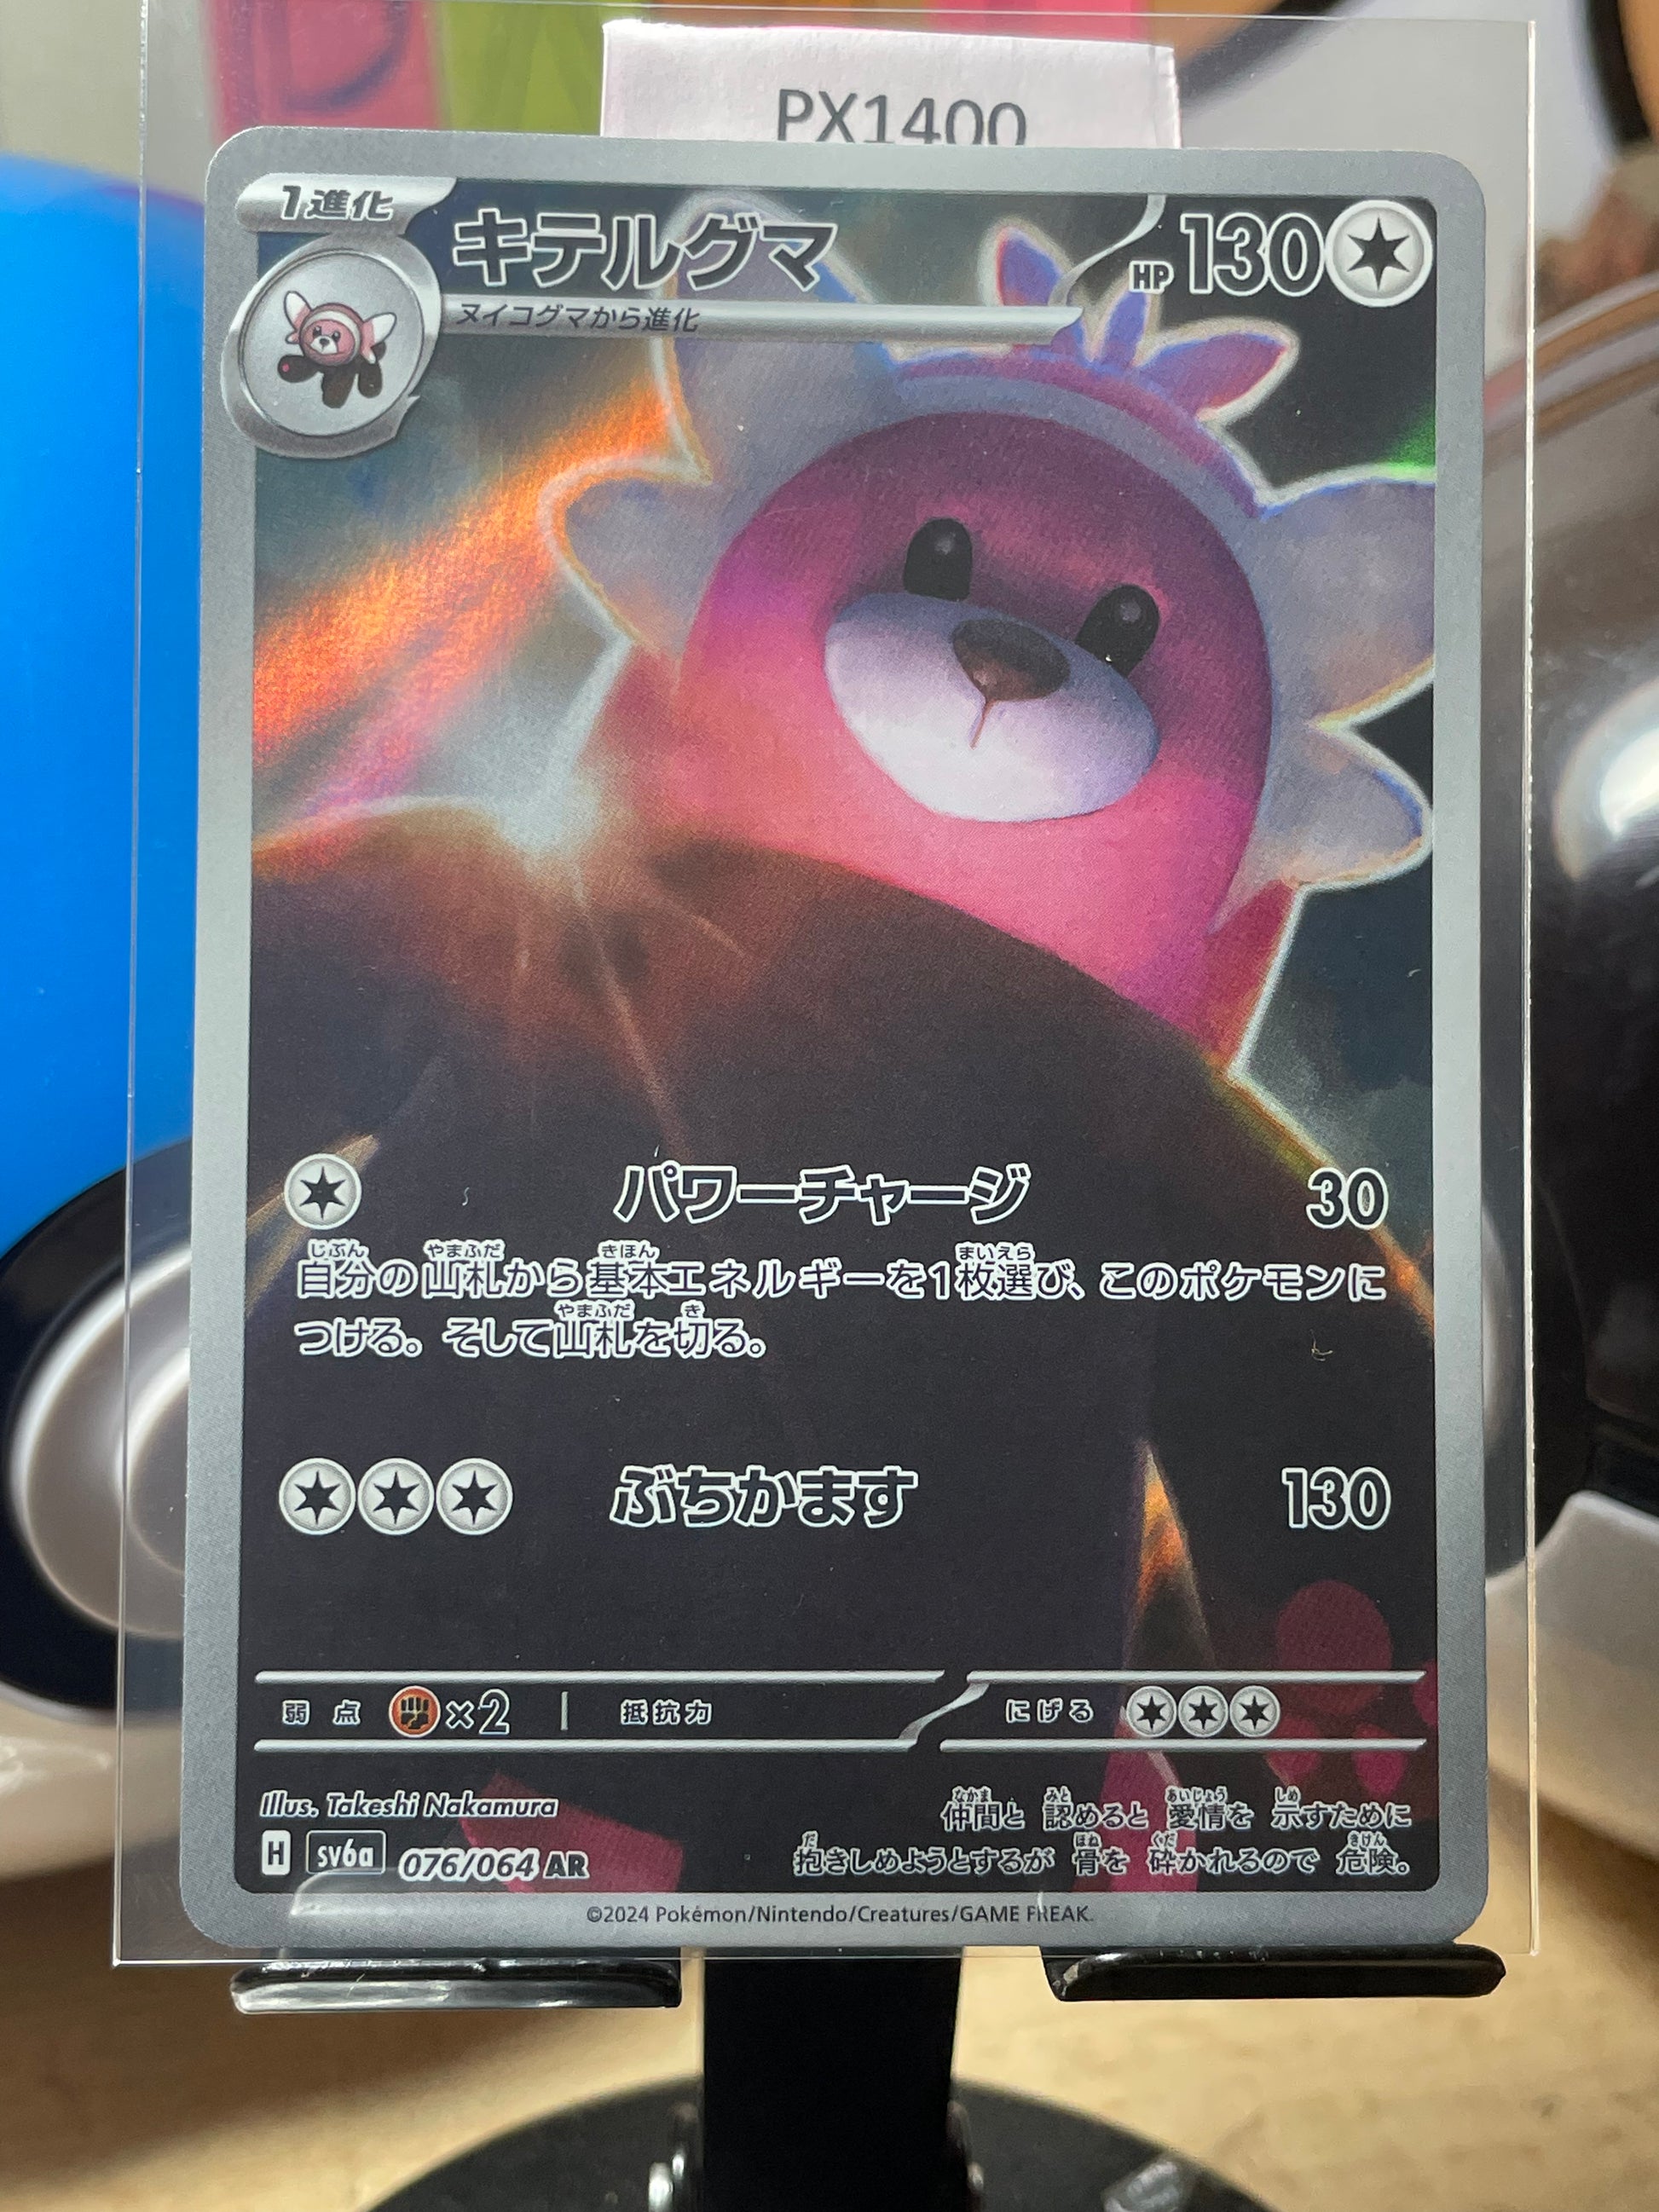 PX1400
1進化
キテルグマ
HP 130
ヌイコグマから進化
パワーチャージ 30
自分の山札から基本エネルギーを1枚選び、このポケモンに
つける。そして山札を切る。
ぶちかます 130
弱点 ×2 抵抗力 にげる
Illus. Takeshi Nakamura
仲間と 認めると 愛情を 示すために
抱きしめようとするが 骨を 砕かれるので 危険。
H sv6a 076/064 AR
©2024 Pokémon/Nintendo/Creatures/GAME FREAK.